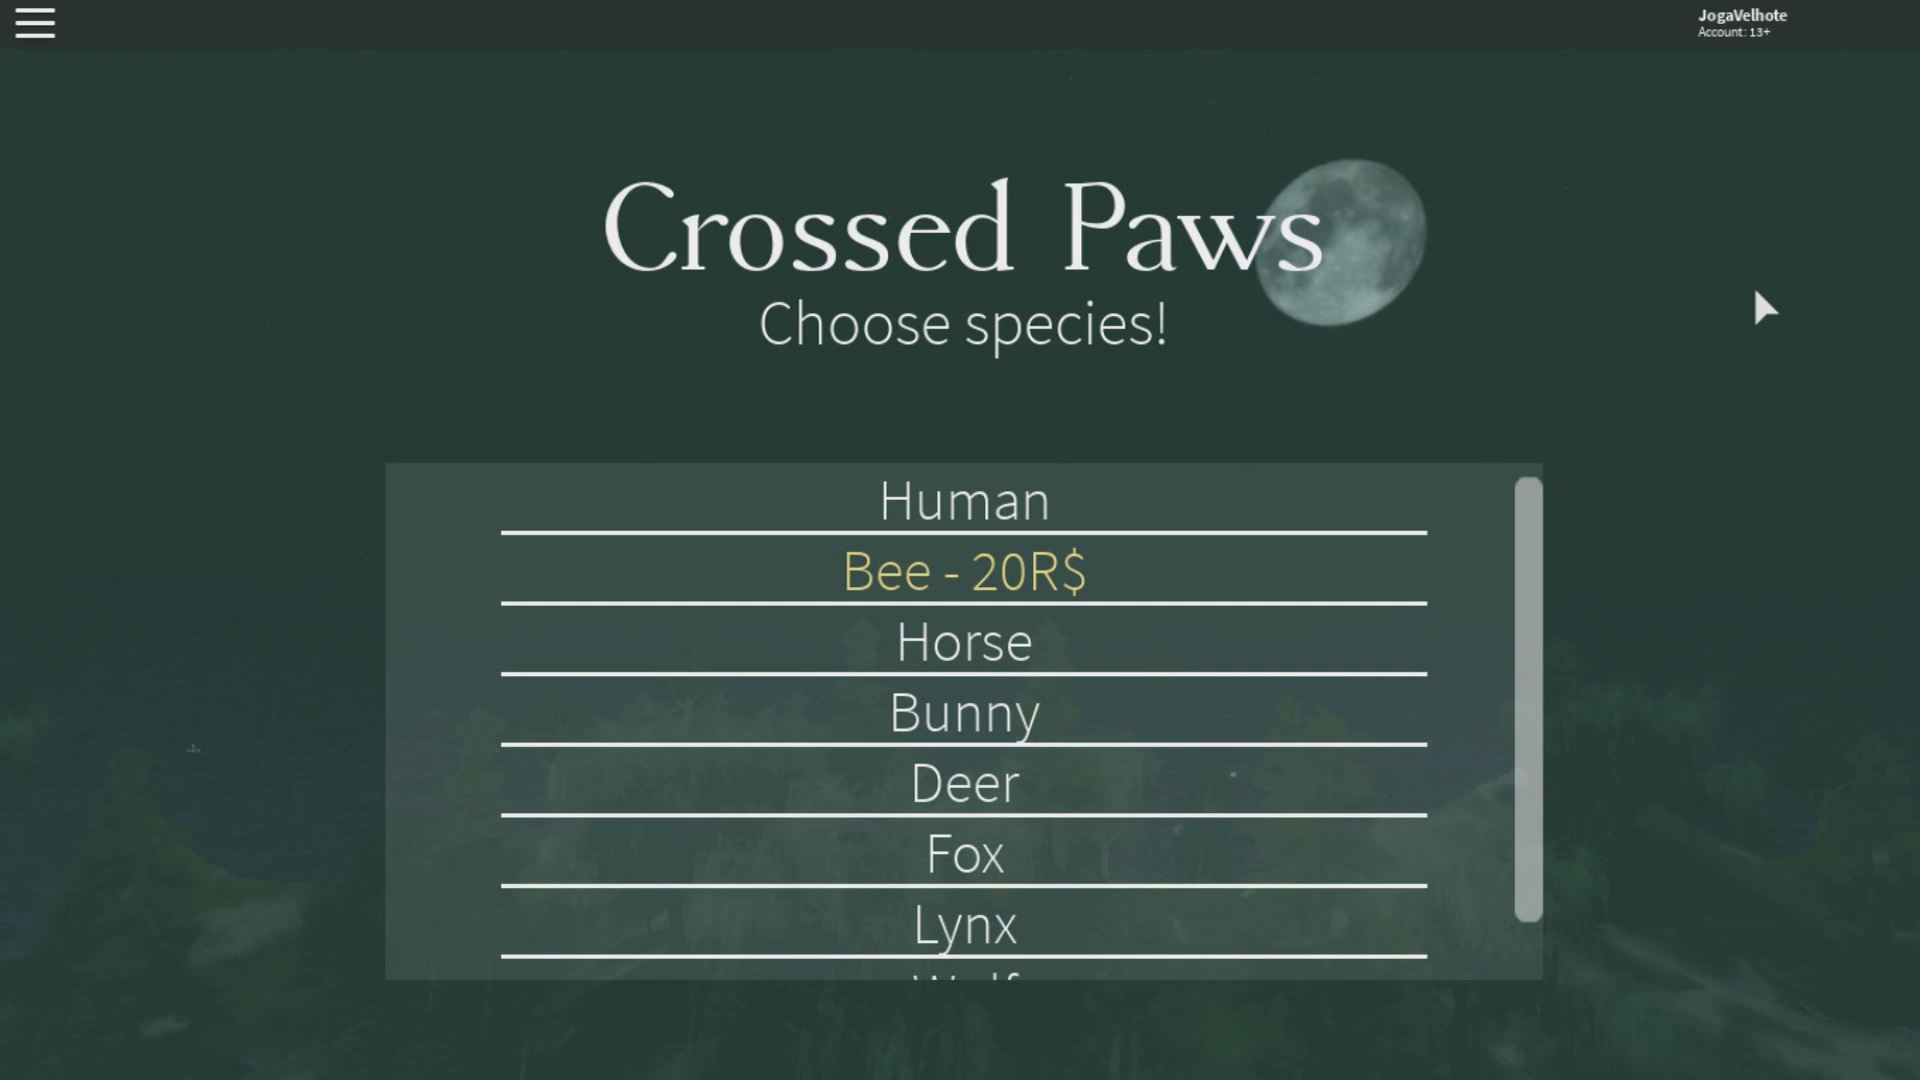 JogaVelhote
Account: 13+
Crossed Paws
Choose species!
Human
Bee - 20R$
Horse
Bunny
Deer
Fox
Lynx